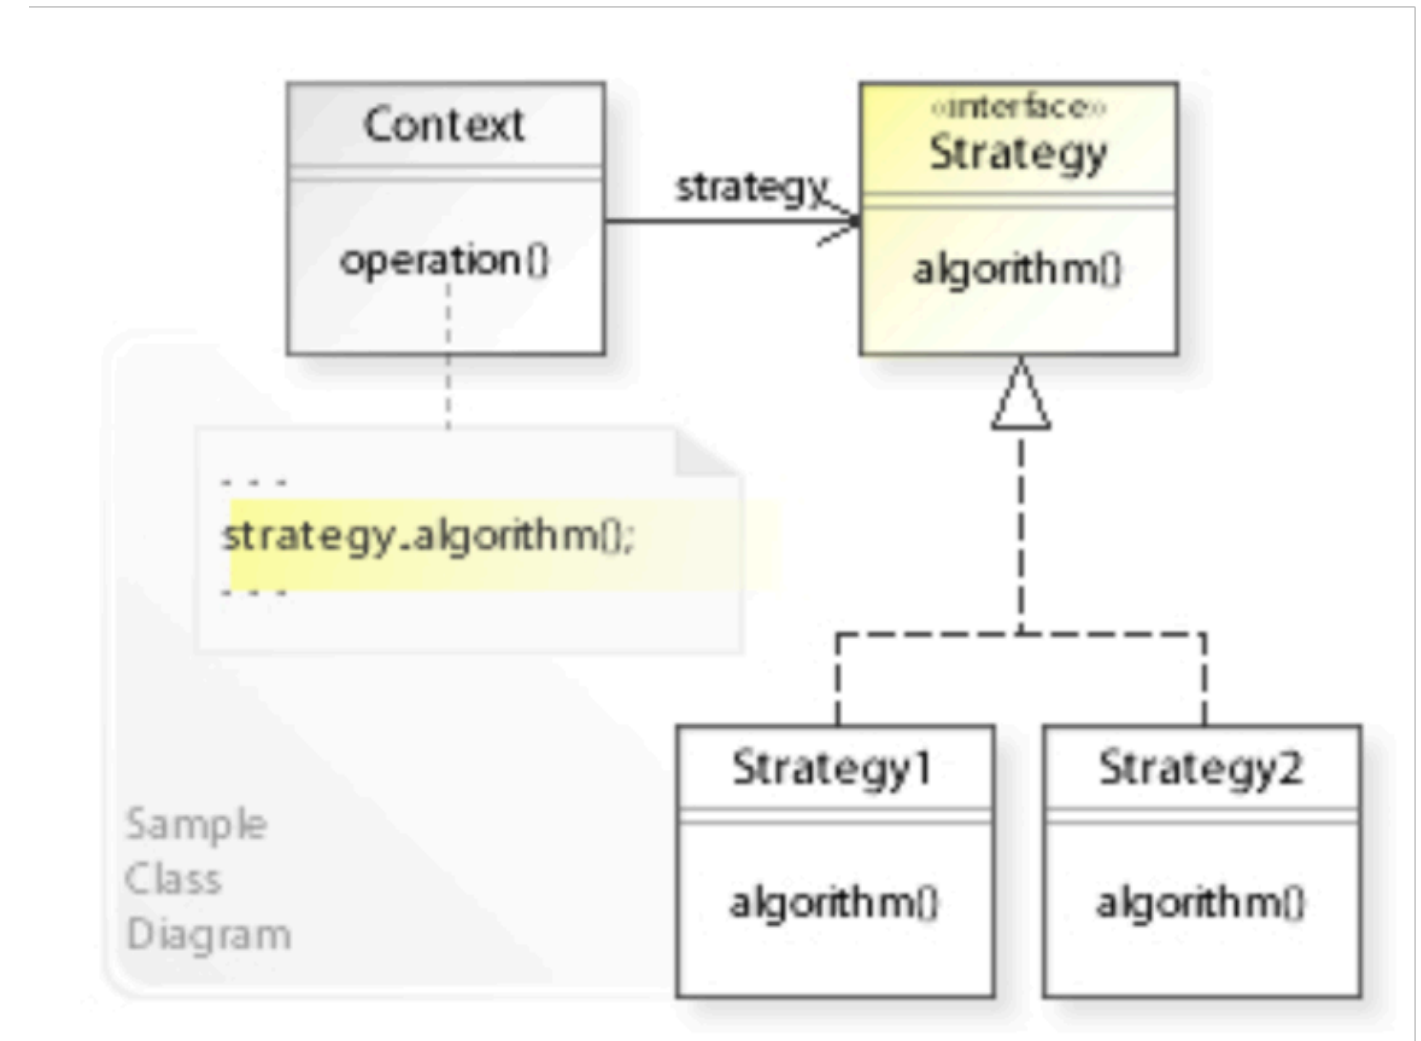 Context
operation()
strategy
«interface»
Strategy
algorithm()
- - -
strategy.algorithm();
- - -
Strategy1
algorithm()
Strategy2
algorithm()
Sample
Class
Diagram